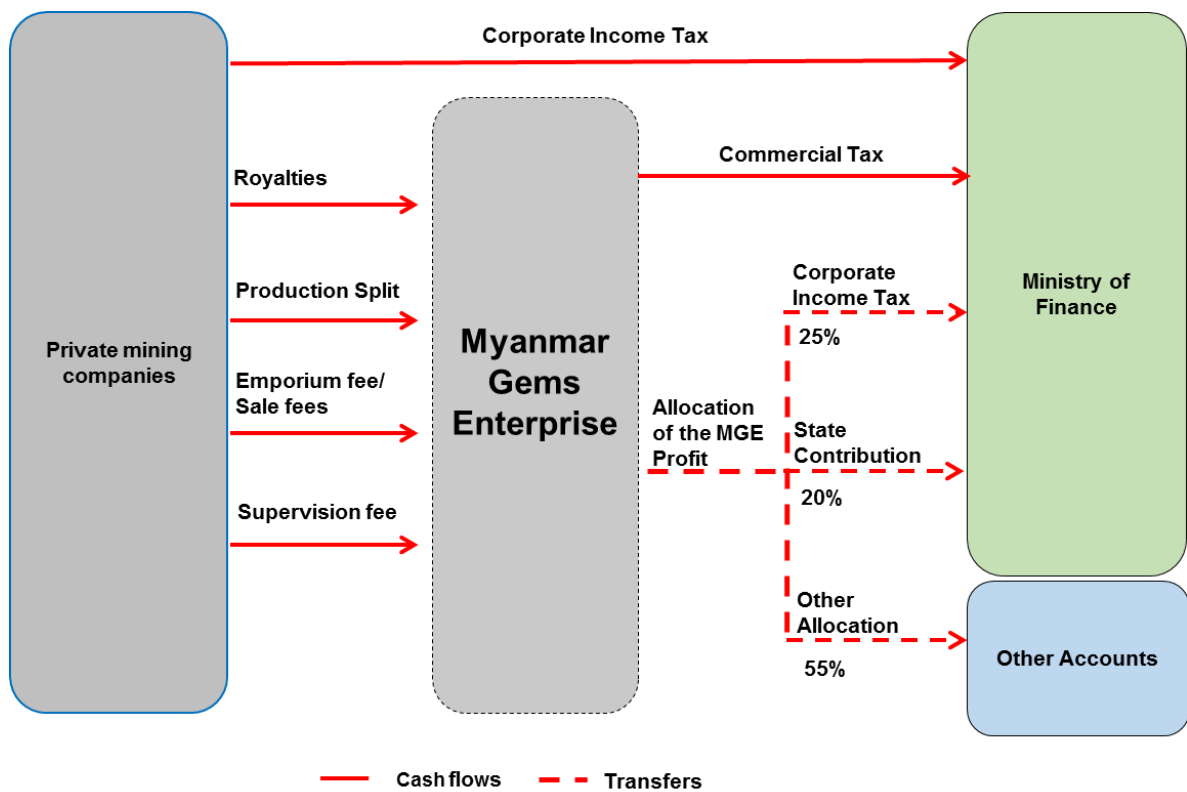 Corporate Income Tax
Commercial Tax
Royalties
Production Split
Emporium fee/
Sale fees
Supervision fee
Private mining
companies
Myanmar
Gems
Enterprise
Allocation
of the MGE
Profit
Corporate
Income Tax
25%
State
Contribution
20%
Other
Allocation
55%
Ministry of
Finance
Other Accounts
Cash flows
Transfers